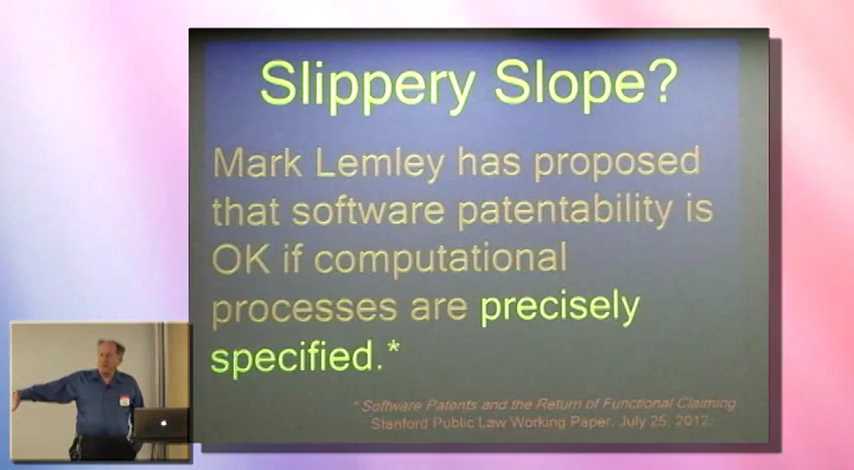 Slippery Slope?
Mark Lemley has proposed
that software patentability is
OK if computational
processes are precisely
specified.*
* Software Patents and the Return of Functional Claiming
Stanford Public Law Working Paper. July 25, 2012.